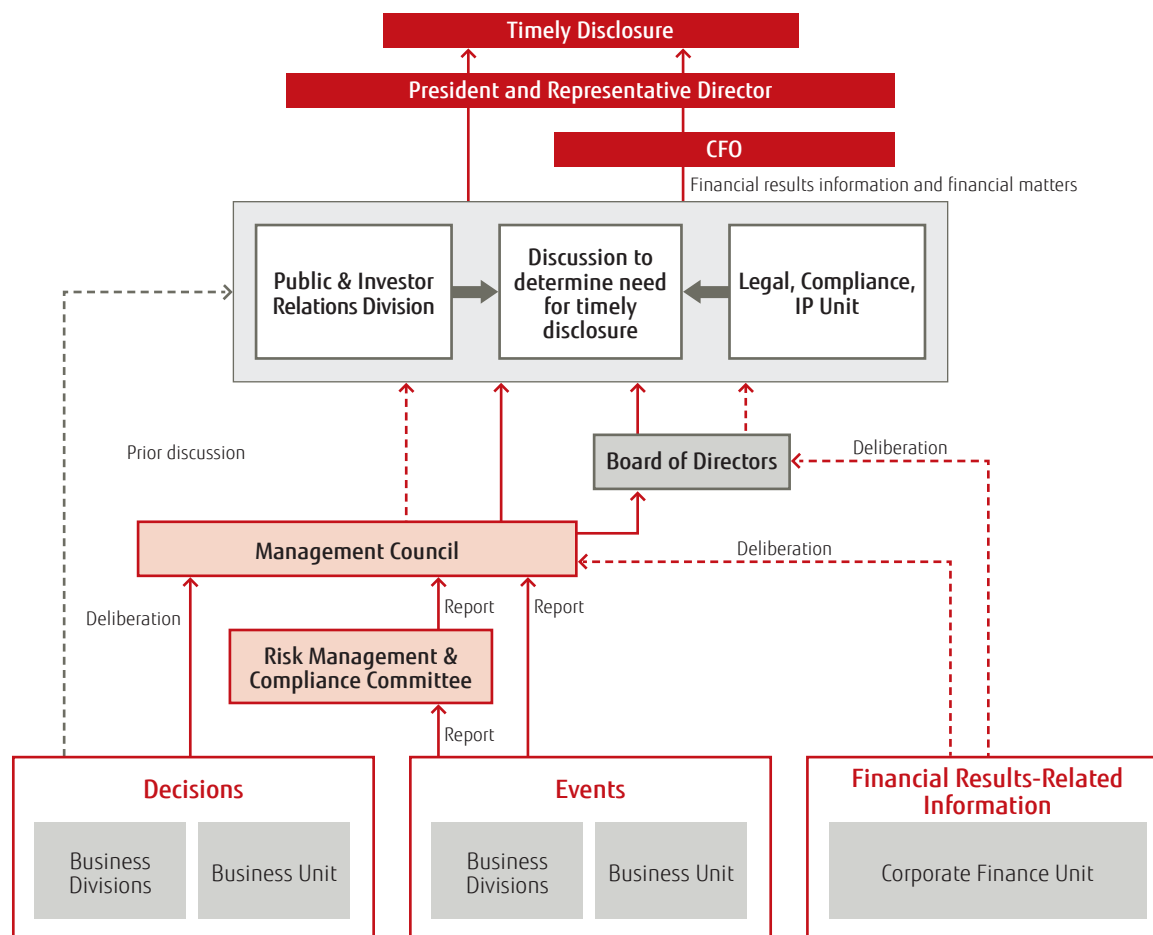 Timely Disclosure
President and Representative Director
CFO
Financial results information and financial matters
Public & Investor
Relations Division
Discussion to
determine need
for timely
disclosure
Legal, Compliance,
IP Unit
Prior discussion
Board of Directors
Deliberation
Management Council
Deliberation
Deliberation
Report
Report
Risk Management &
Compliance Committee
Report
Decisions
Business
Divisions
Business Unit
Events
Business
Divisions
Business Unit
Financial Results-Related
Information
Corporate Finance Unit